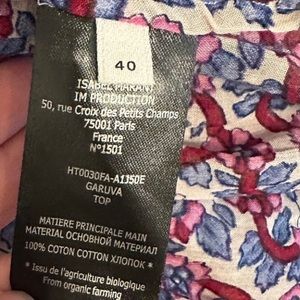 40
ISABEL MARANT
IM PRODUCTION
50, rue Croix des Petits Champs
75001 Paris
France
N°1501
HT0030FA-A1J50E
GARUVA
TOP
MATIERE PRINCIPALE MAIN
MATERIAL ОСНОВНОЙ МАТЕРИАЛ
100% COTON COTTON ХЛОПОК *
* Issu de l'agriculture biologique
From organic farming